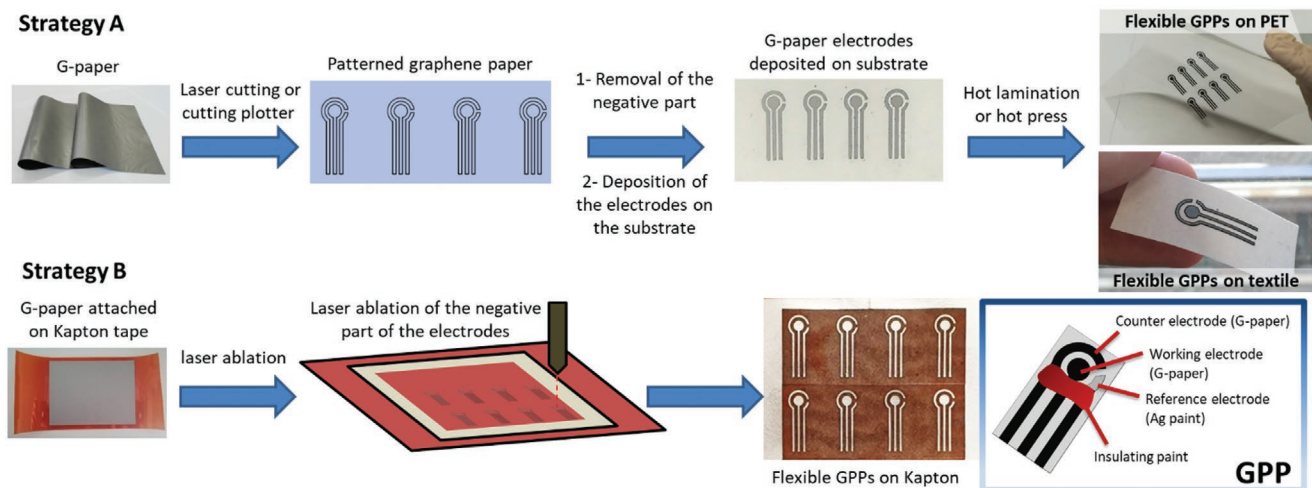 Strategy A
G-paper
Laser cutting or
cutting plotter
Patterned graphene paper
1- Removal of the
negative part
2- Deposition of
the electrodes on
the substrate
G-paper electrodes
deposited on substrate
Hot lamination
or hot press
Flexible GPPs on PET
Flexible GPPs on textile
Strategy B
G-paper attached
on Kapton tape
laser ablation
Laser ablation of the negative
part of the electrodes
Flexible GPPs on Kapton
Counter electrode (G-paper)
Working electrode
(G-paper)
Reference electrode
(Ag paint)
Insulating paint
GPP